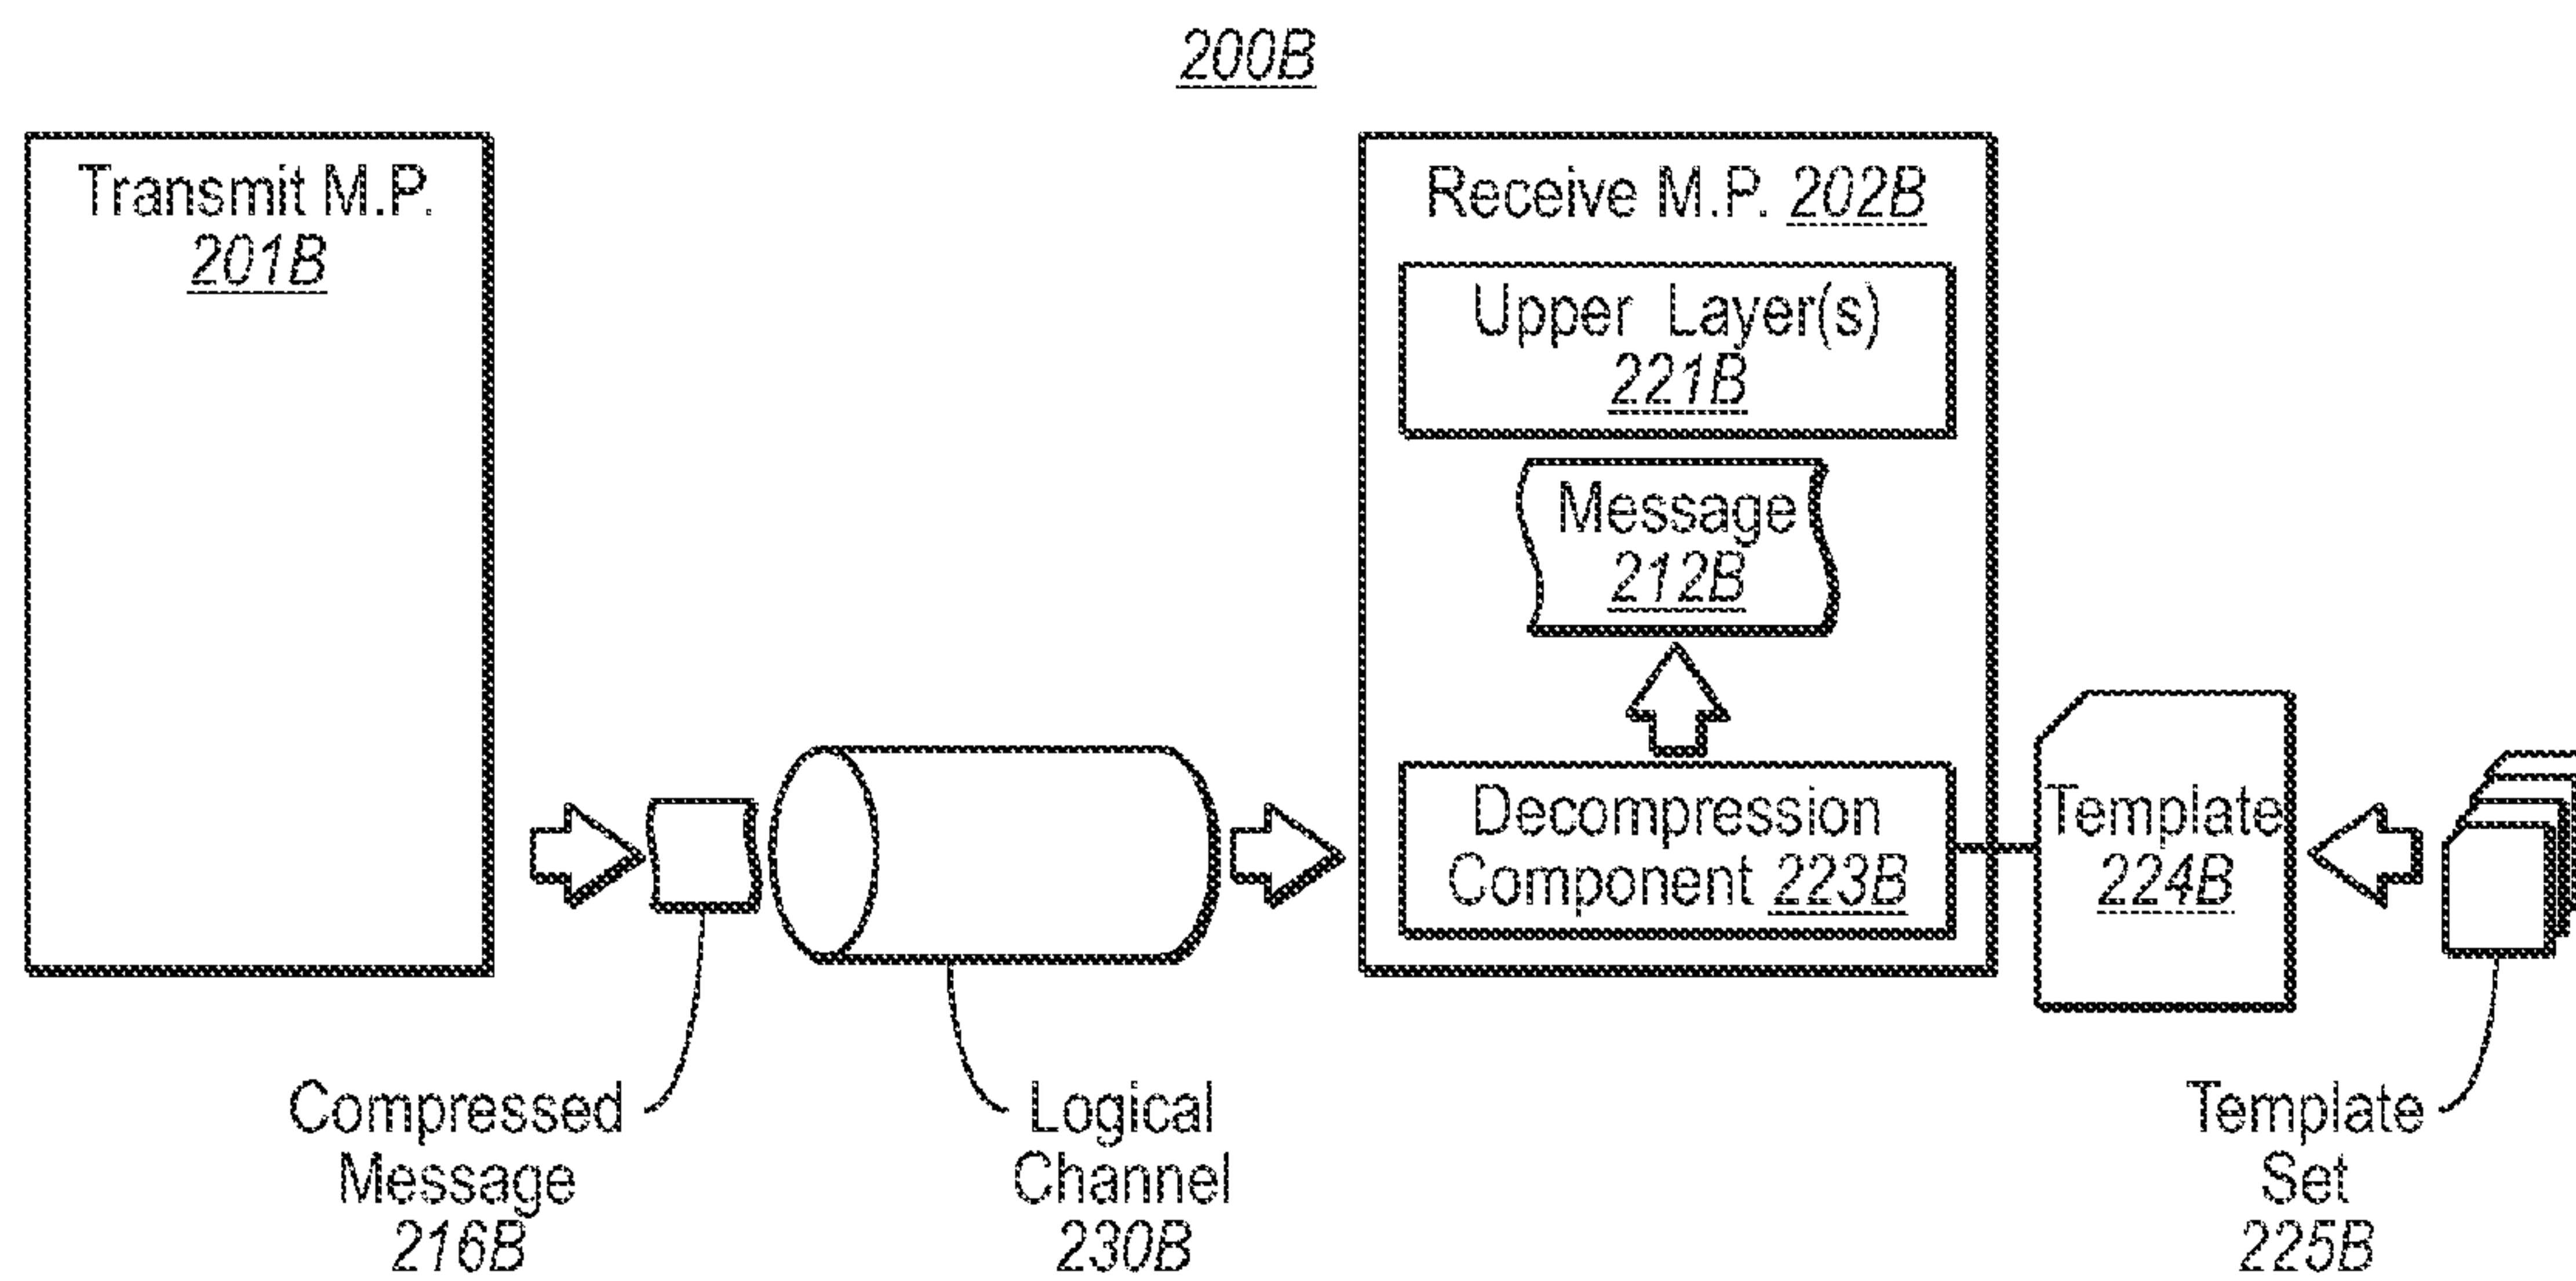 200B
Transmit M.P.
201B
Receive M.P. 202B
Upper Layer(s)
221B
Message
212B
Decompression
Component 223B
Template
224B
Compressed
Message
216B
Logical
Channel
230B
Template
Set
225B